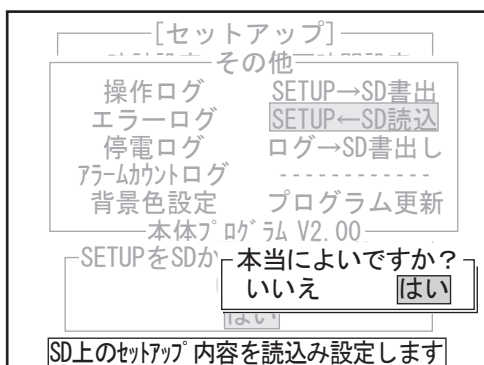 [セットアップ]
その他
操作ログ SETUP→SD書出
エラーログ SETUP←SD読込
停電ログ ログ→SD書出し
アラームカウントログ ------------
背景色設定 プログラム更新
本体プログラム V2.00
SETUPをSDか
本当によいですか?
いいえ はい
はい
SD上のセットアップ内容を読込み設定します